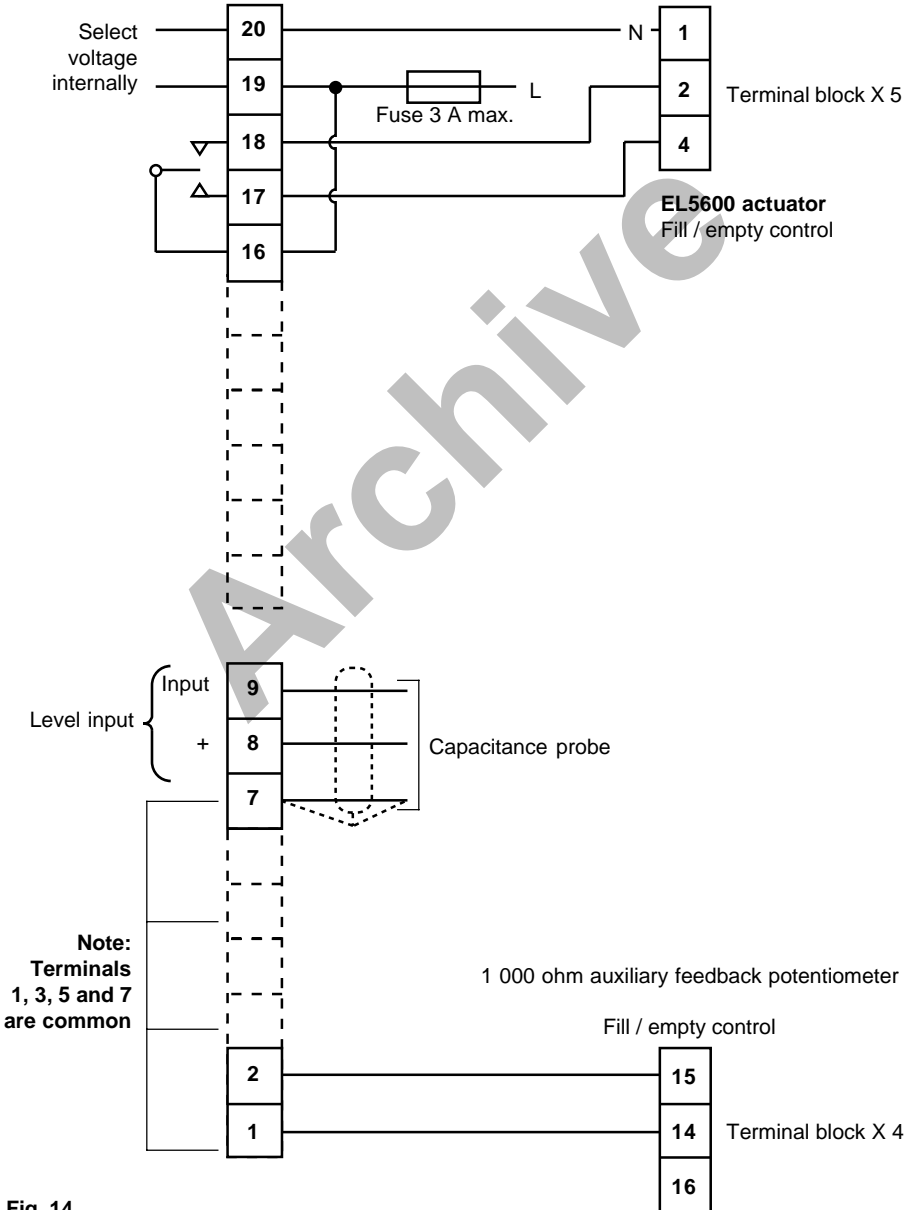 Select
voltage
internally
20
19
18
17
16
N
L
Fuse 3 A max.
1
2
4
Terminal block X 5
EL5600 actuator
Fill / empty control
Archive
Level input
Input
+
9
8
7
Capacitance probe
Note:
Terminals
1, 3, 5 and 7
are common
1 000 ohm auxiliary feedback potentiometer
Fill / empty control
2
1
15
14
16
Terminal block X 4
Fig. 14